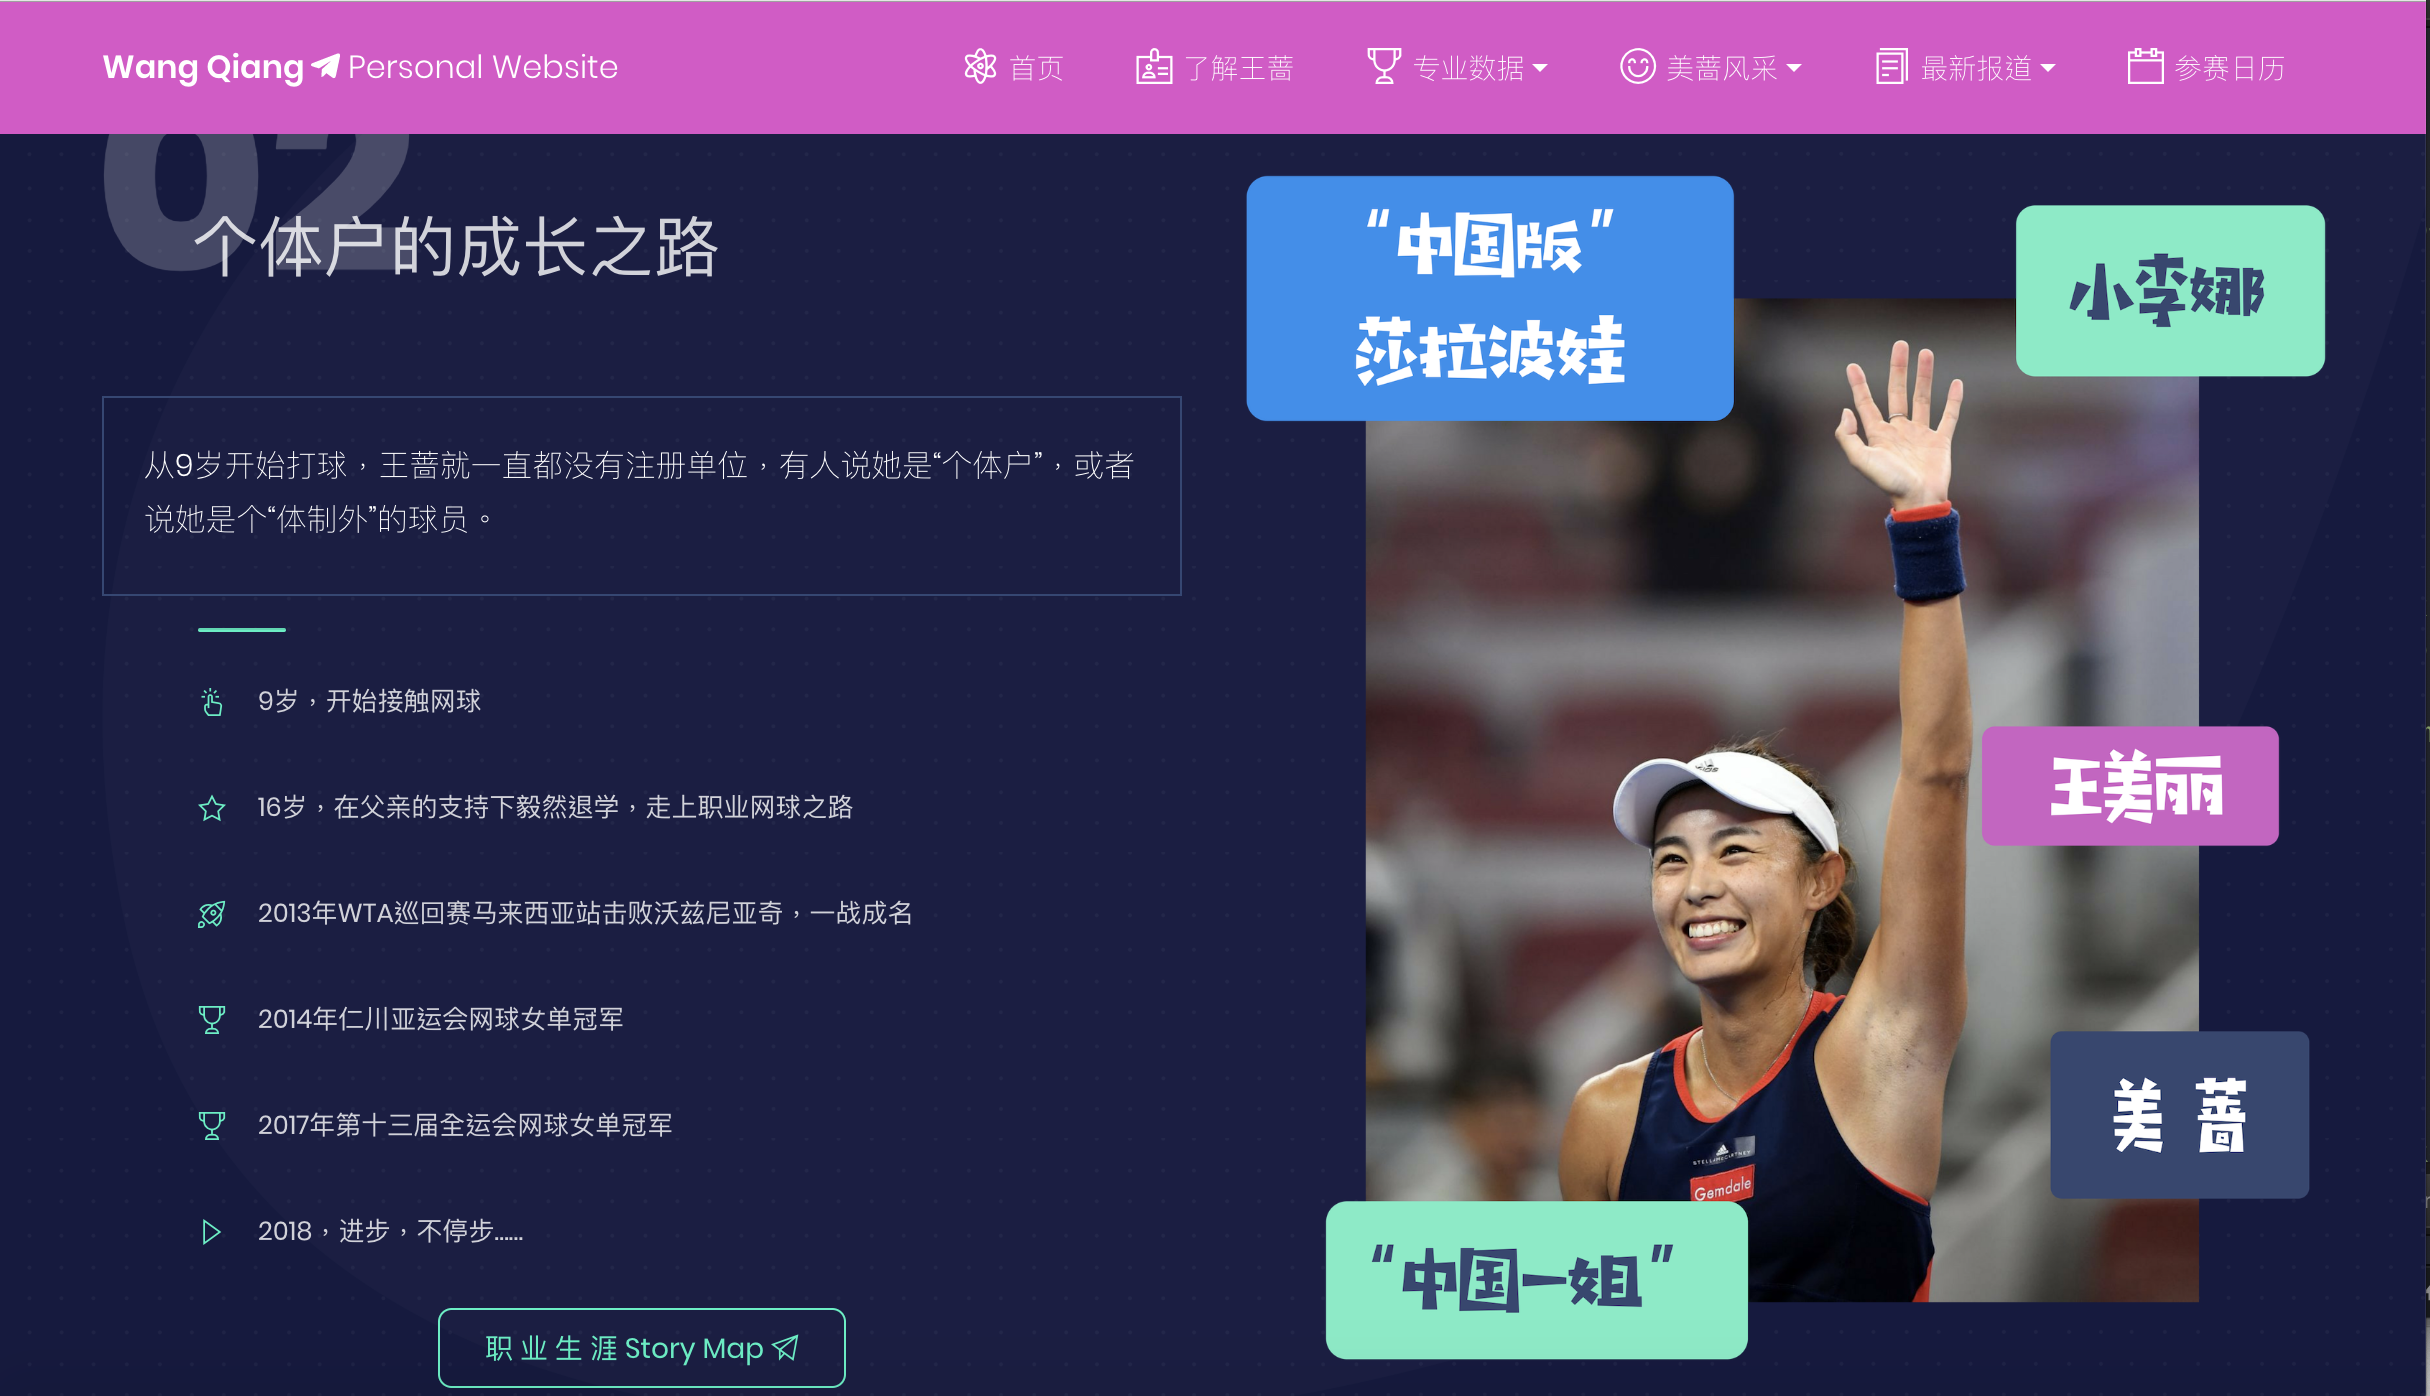 Wang Qiang Personal Website
首页
了解王蔷
专业数据
美蔷风采
最新报道
参赛日历
02
个体户的成长之路
从9岁开始打球，王蔷就一直都没有注册单位，有人说她是“个体户”，或者
说她是个“体制外”的球员。
9岁，开始接触网球
16岁，在父亲的支持下毅然退学，走上职业网球之路
2013年WTA巡回赛马来西亚站击败沃兹尼亚奇，一战成名
2014年仁川亚运会网球女单冠军
2017年第十三届全运会网球女单冠军
2018，进步，不停步……
职 业 生 涯 Story Map
“中国版”
莎拉波娃
小李娜
王美丽
美 蔷
STELLAMcCARTNEY
Gemdale
“中国一姐”